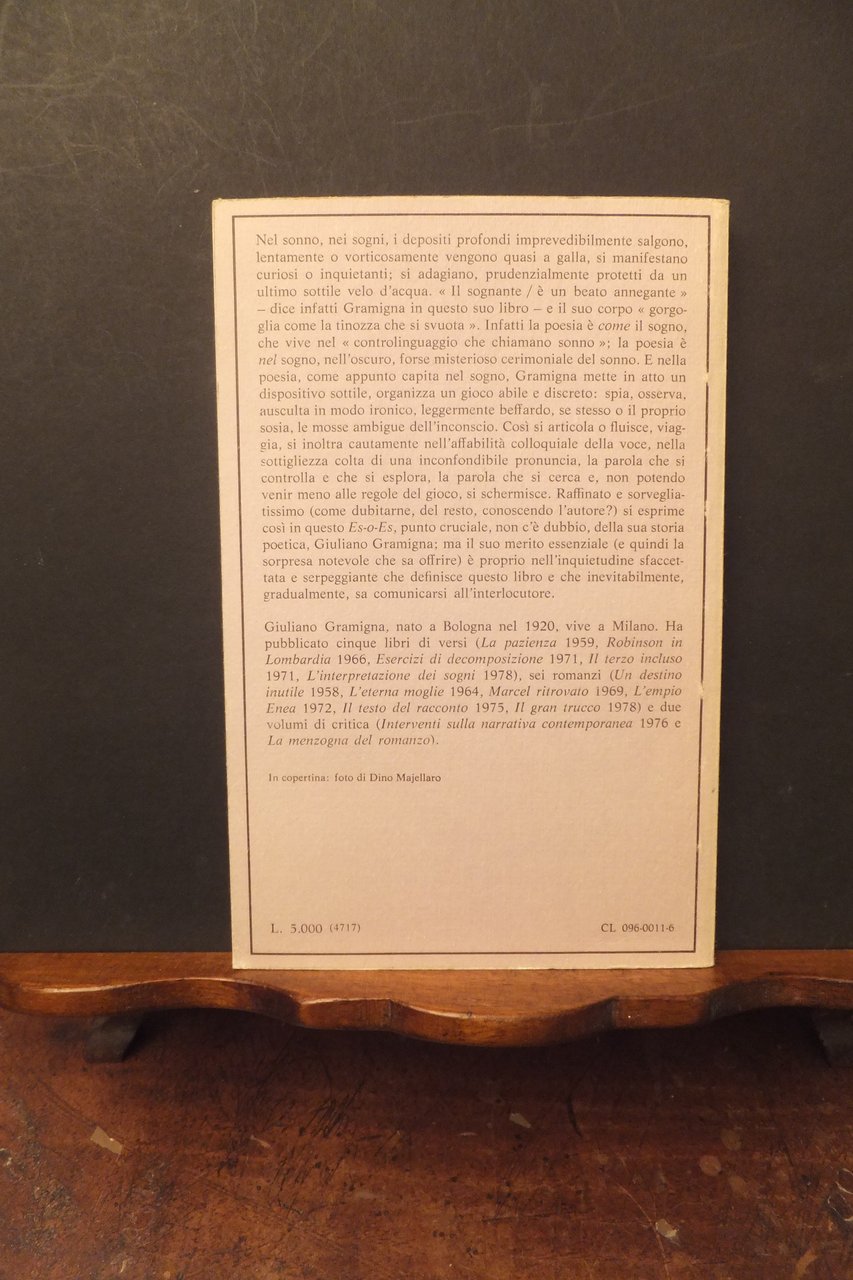 Nel sonno, nei sogni, i depositi profondi imprevedibilmente salgono,
lentamente o vorticosamente vengono quasi a galla, si manifestano
curiosi o inquietanti; si adagiano, prudenzialmente protetti da un
ultimo sottile velo d'acqua. « Il sognante / è un beato annegante »
– dice infatti Gramigna in questo suo libro – e il suo corpo « gorgo-
glia come la tinozza che si svuota ». Infatti la poesia è come il sogno,
che vive nel « controlinguaggio che chiamano sonno »; la poesia è
nel sogno, nell'oscuro, forse misterioso cerimoniale del sonno. E nella
poesia, come appunto capita nel sogno, Gramigna mette in atto un
dispositivo sottile, organizza un gioco abile e discreto: spia, osserva,
ausculta in modo ironico, leggermente beffardo, se stesso o il proprio
sosia, le mosse ambigue dell'inconscio. Così si articola o fluisce, viag-
gia, si inoltra cautamente nell'affabilità colloquiale della voce, nella
sottigliezza colta di una inconfondibile pronuncia, la parola che si
controlla e che si esplora, la parola che si cerca e, non potendo
venir meno alle regole del gioco, si schermisce. Raffinato e sorveglia-
tissimo (come dubitarne, del resto, conoscendo l'autore?) si esprime
così in questo Es-o-Es, punto cruciale, non c'è dubbio, della sua storia
poetica, Giuliano Gramigna; ma il suo merito essenziale (e quindi la
sorpresa notevole che sa offrire) è proprio nell'inquietudine sfaccet-
tata e serpeggiante che definisce questo libro e che inevitabilmente,
gradualmente, sa comunicarsi all'interlocutore.
Giuliano Gramigna, nato a Bologna nel 1920, vive a Milano. Ha
pubblicato cinque libri di versi (La pazienza 1959, Robinson in
Lombardia 1966, Esercizi di decomposizione 1971, Il terzo incluso
1971, L'interpretazione dei sogni 1978), sei romanzi (Un destino
inutile 1958, L'eterna moglie 1964, Marcel ritrovato 1969, L'empio
Enea 1972, Il testo del racconto 1975, Il gran trucco 1978) e due
volumi di critica (Interventi sulla narrativa contemporanea 1976 e
La menzogna del romanzo).
In copertina: foto di Dino Majellaro
L. 3.000 (4717)
CL 096-0011-6